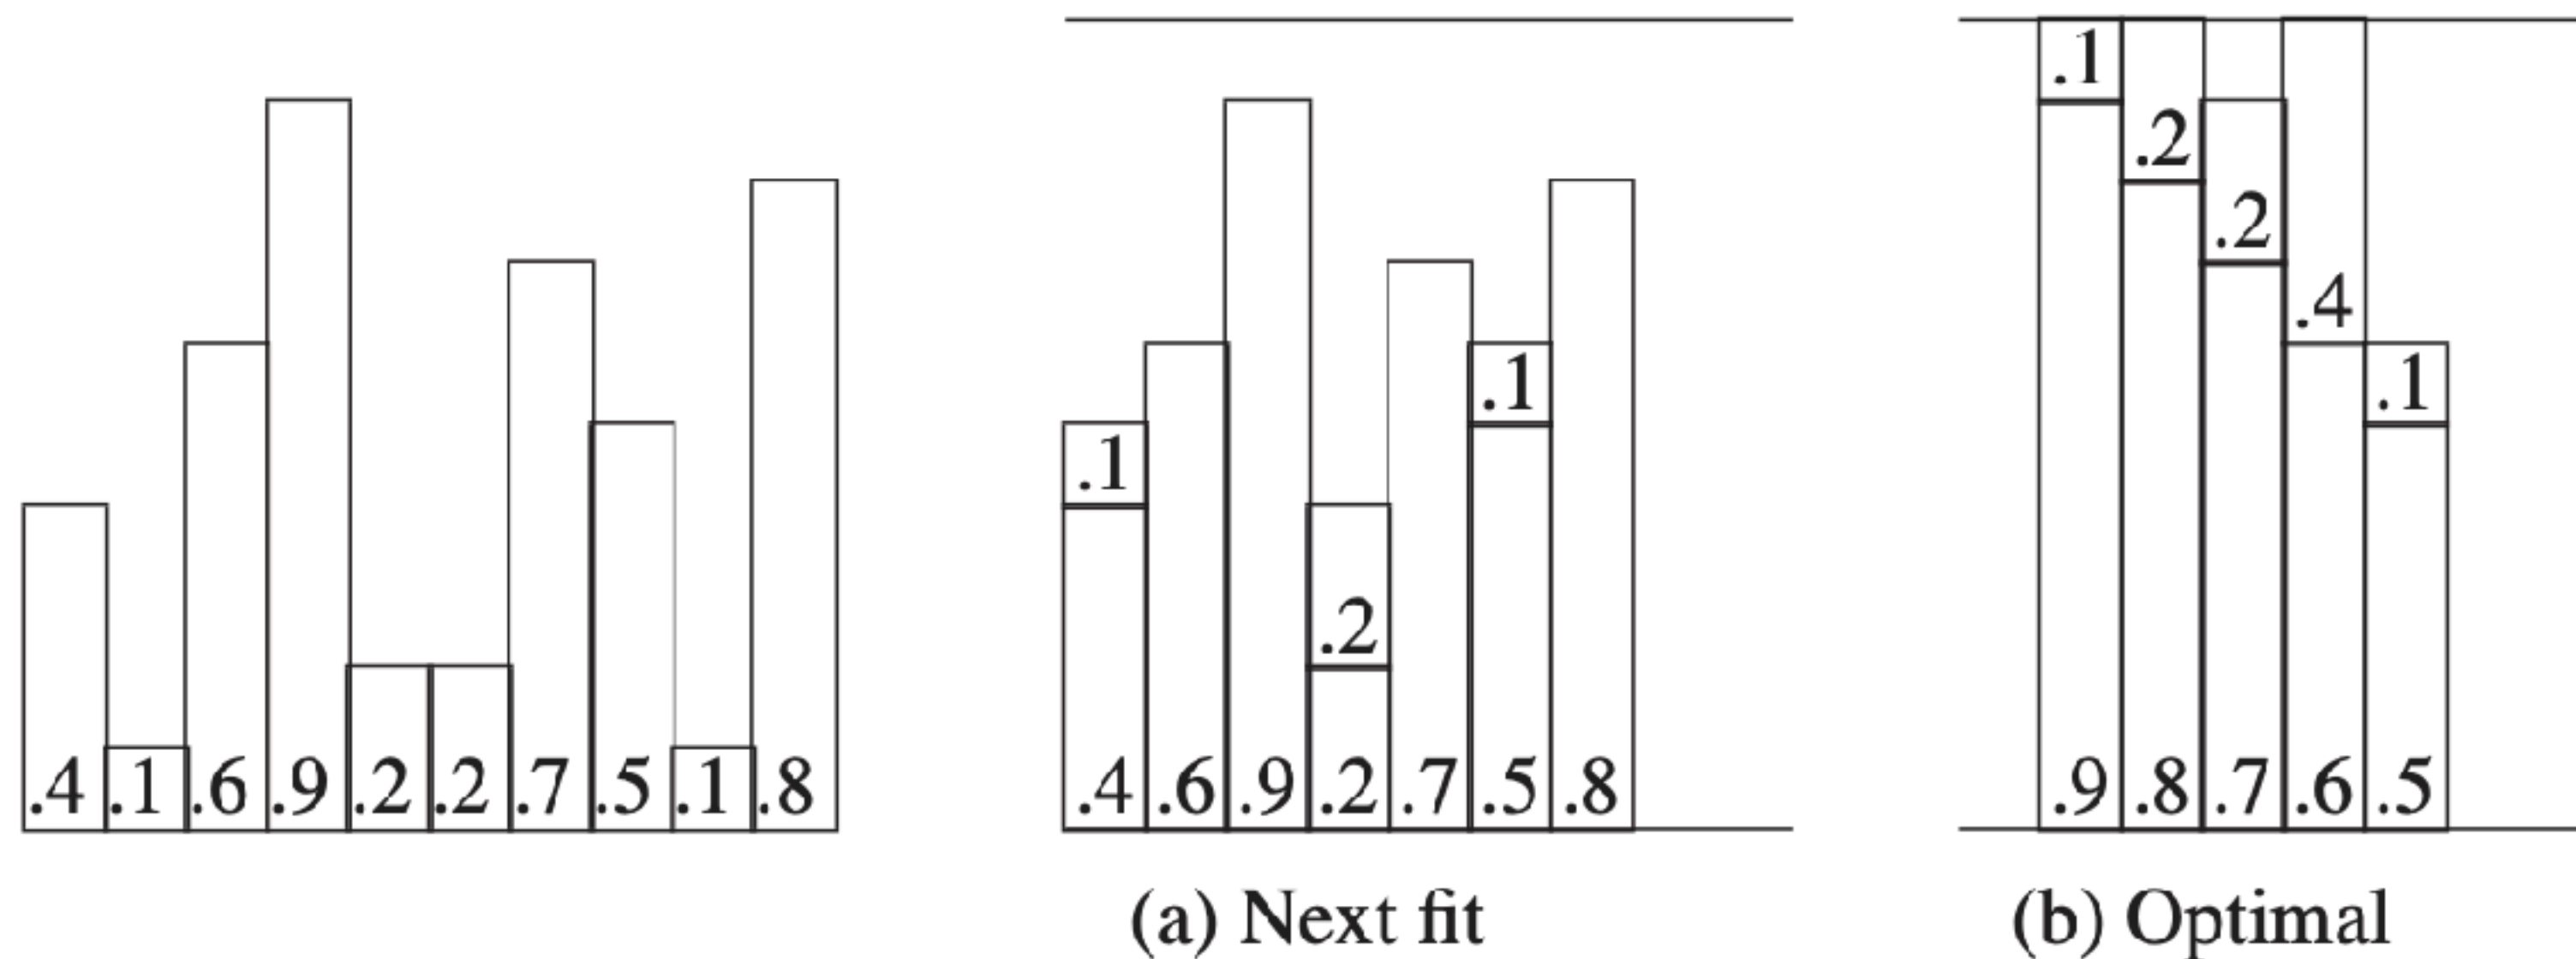 .1
.2
.2
.1
.4
.1
.1
.2
.4 .1 .6 .9 .2 .2 .7 .5 .1 .8
.4 .6 .9 .2 .7 .5 .8
.9 .8 .7 .6 .5
(a) Next fit
(b) Optimal